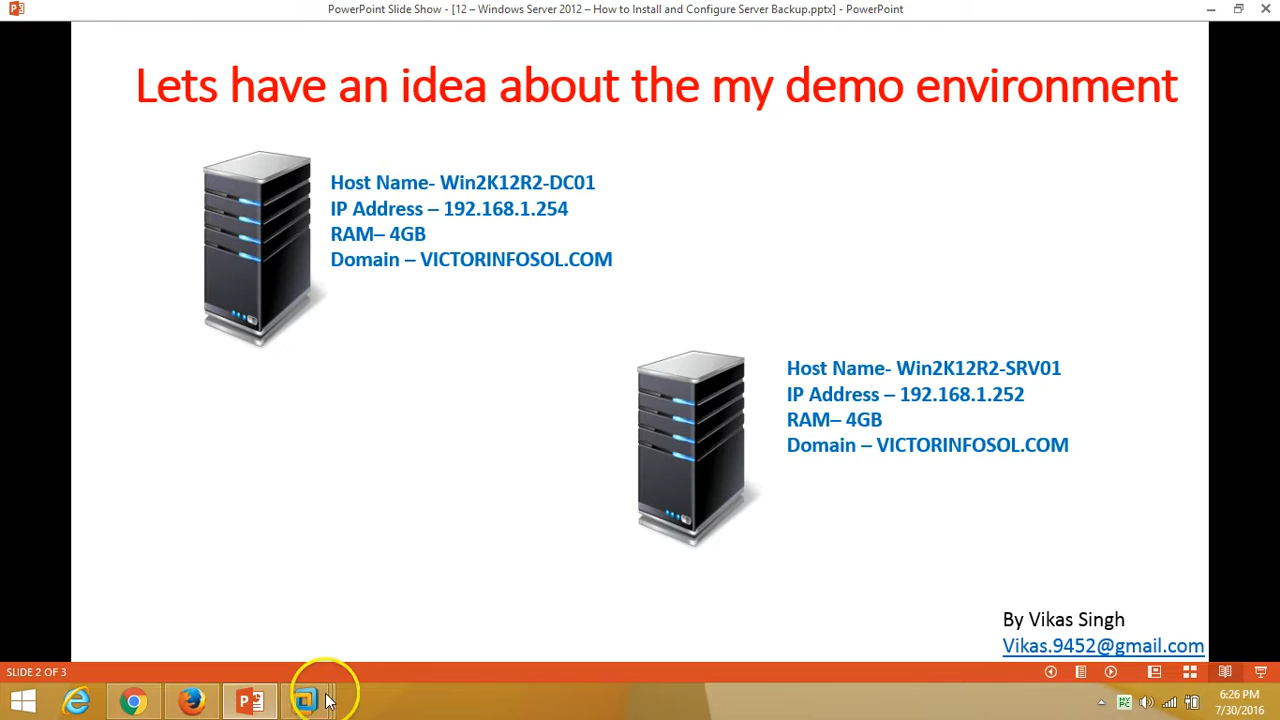 PowerPoint Slide Show - [12 – Windows Server 2012 – How to Install and Configure Server Backup.pptx] - PowerPoint
Lets have an idea about the my demo environment
Host Name- Win2K12R2-DC01
IP Address – 192.168.1.254
RAM– 4GB
Domain – VICTORINFOSOL.COM
Host Name- Win2K12R2-SRV01
IP Address – 192.168.1.252
RAM– 4GB
Domain – VICTORINFOSOL.COM
By Vikas Singh
Vikas.9452@gmail.com
SLIDE 2 OF 3
6:26 PM
7/30/2016